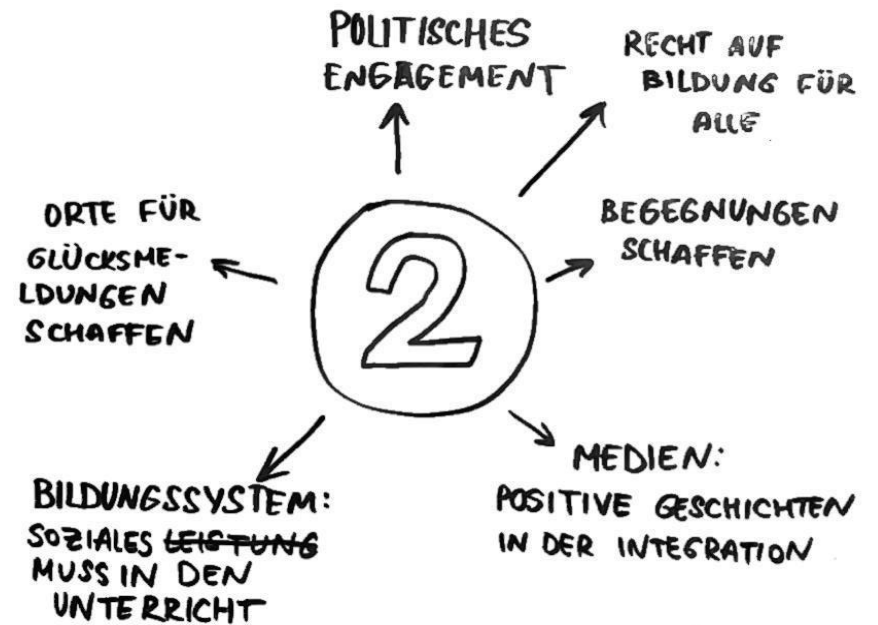 POLITISCHES
ENGAGEMENT
RECHT AUF
BILDUNG FÜR
ALLE
ORTE FÜR
GLÜCKSME-
LDUNGEN
SCHAFFEN
2
BEGEGNUNGEN
SCHAFFEN
BILDUNGSSYSTEM:
SOZIALES LEISTUNG
MUSS IN DEN
UNTERRICHT
MEDIEN:
POSITIVE GESCHICHTEN
IN DER INTEGRATION